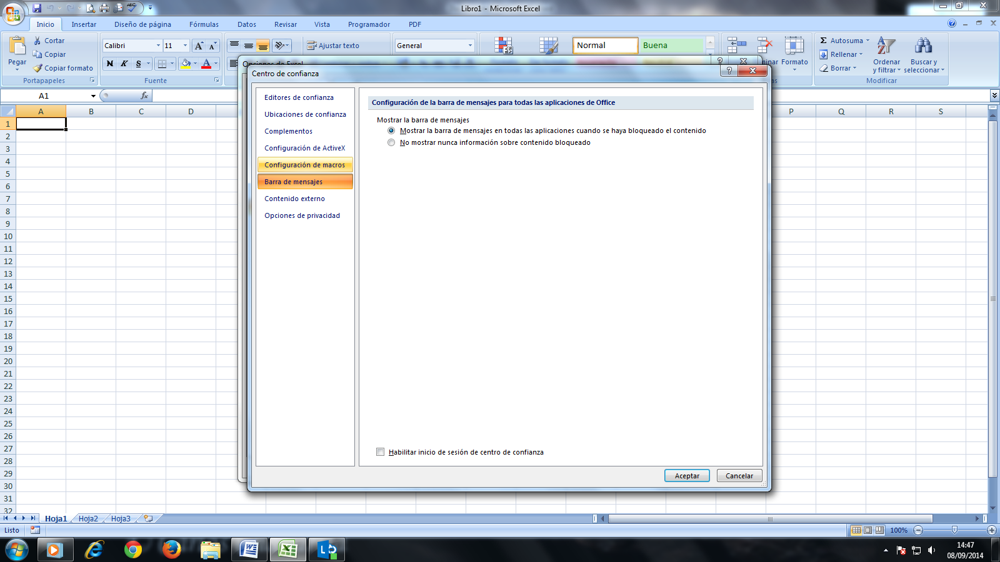 Libro1 - Microsoft Excel
Inicio Insertar Diseño de página Fórmulas Datos Revisar Vista Programador PDF
Cortar
Copiar
Copiar formato
Pegar
Portapapeles
Calibri 11
N K S
Fuente
Ajustar texto
General
Normal Buena
Formato
Autosuma
Rellenar
Borrar
Ordenar y filtrar
Buscar y seleccionar
Modificar
A1
fx
A B C D P Q R S
1
2
3
4
5
6
7
8
9
10
11
12
13
14
15
16
17
18
19
20
21
22
23
24
25
26
27
28
29
30
31
32
Opciones de Excel
Centro de confianza
Editores de confianza
Ubicaciones de confianza
Complementos
Configuración de ActiveX
Configuración de macros
Barra de mensajes
Contenido externo
Opciones de privacidad
Configuración de la barra de mensajes para todas las aplicaciones de Office
Mostrar la barra de mensajes
Mostrar la barra de mensajes en todas las aplicaciones cuando se haya bloqueado el contenido
No mostrar nunca información sobre contenido bloqueado
Habilitar inicio de sesión de centro de confianza
Aceptar Cancelar
Hoja1 Hoja2 Hoja3
Listo
100%
14:47
08/09/2014